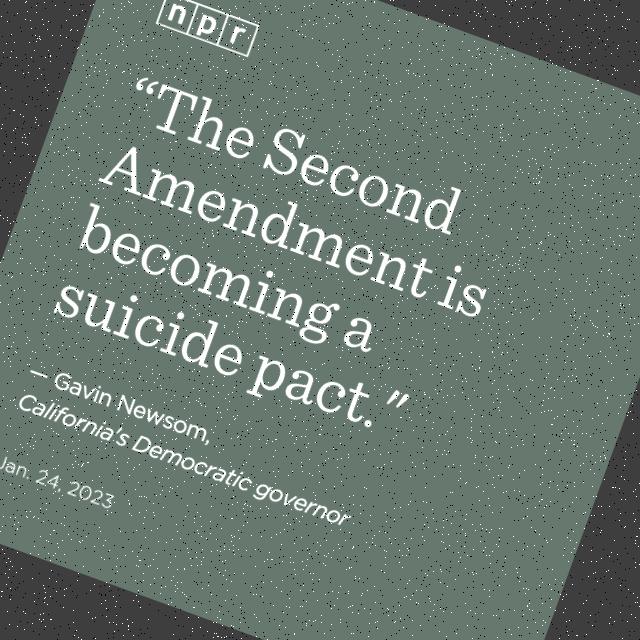 npr
“The Second
Amendment is
becoming a
suicide pact.”
— Gavin Newsom,
California's Democratic governor
Jan. 24, 2023